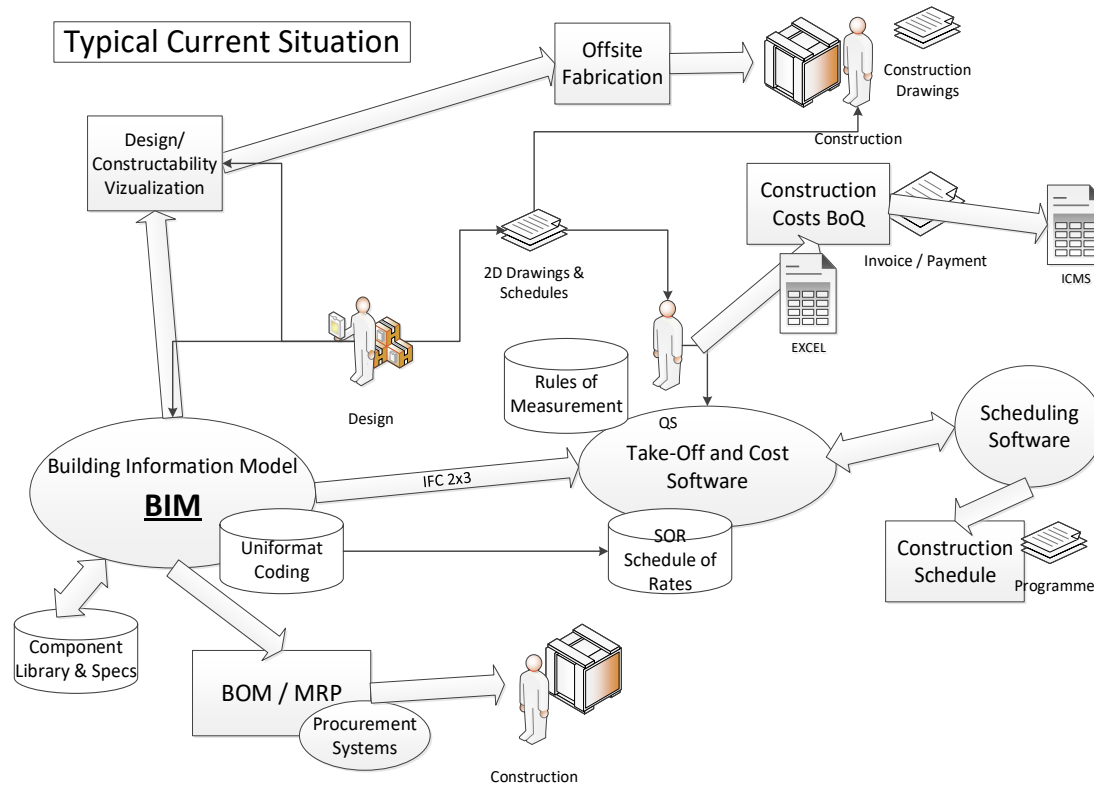 Typical Current Situation
Offsite
Fabrication
Construction
Drawings
Construction
Design/
Constructability
Vizualization
Construction
Costs BoQ
Invoice / Payment
ICMS
EXCEL
2D Drawings &
Schedules
Design
Rules of
Measurement
QS
Take-Off and Cost
Software
Scheduling
Software
Building Information Model
BIM
IFC 2x3
Uniformat
Coding
SOR
Schedule of
Rates
Construction
Schedule
Programme
Component
Library & Specs
BOM / MRP
Procurement
Systems
Construction